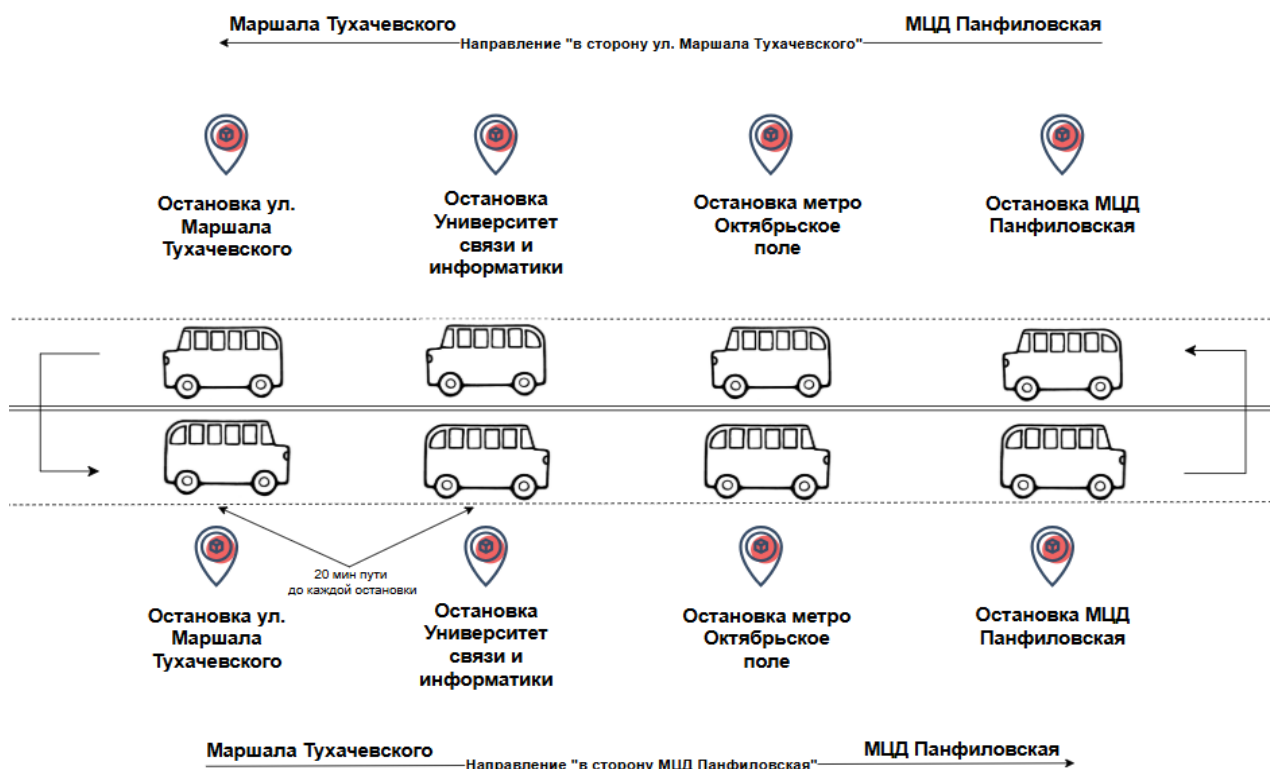 Маршала Тухачевского
МЦД Панфиловская
Направление "в сторону ул. Маршала Тухачевского"
Остановка ул.
Маршала
Тухачевского
Остановка
Университет
связи и
информатики
Остановка метро
Октябрьское
поле
Остановка МЦД
Панфиловская
20 мин пути
до каждой остановки
Остановка ул.
Маршала
Тухачевского
Остановка
Университет
связи и
информатики
Остановка метро
Октябрьское
поле
Остановка МЦД
Панфиловская
Маршала Тухачевского
МЦД Панфиловская
Направление "в сторону МЦД Панфиловская"